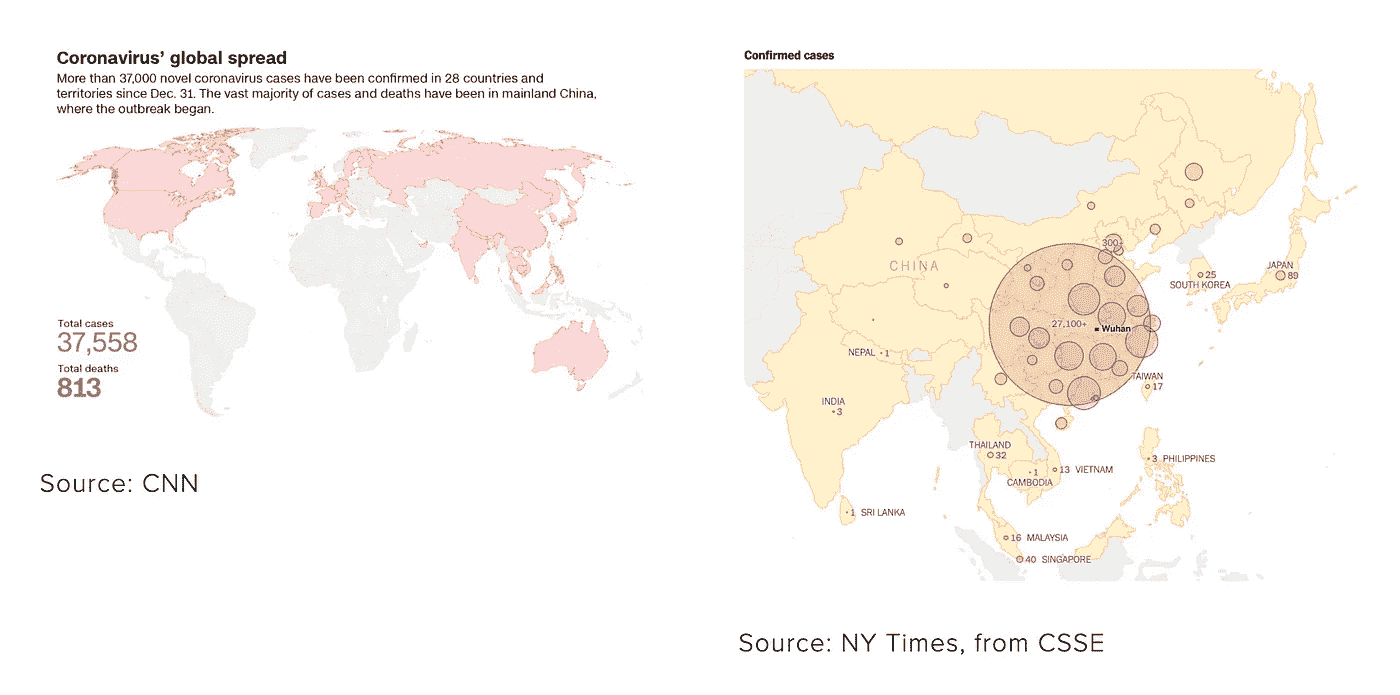 Coronavirus’ global spread
More than 37,000 novel coronavirus cases have been confirmed in 28 countries and
territories since Dec. 31. The vast majority of cases and deaths have been in mainland China,
where the outbreak began.
Total cases
37,558
Total deaths
813
Source: CNN
Confirmed cases
300+
CHINA
JAPAN
89
25
SOUTH KOREA
27,100+
Wuhan
NEPAL 1
TAIWAN
17
INDIA
3
THAILAND
32
3 PHILIPPINES
1
CAMBODIA
13 VIETNAM
1 SRI LANKA
16 MALAYSIA
40 SINGAPORE
Source: NY Times, from CSSE